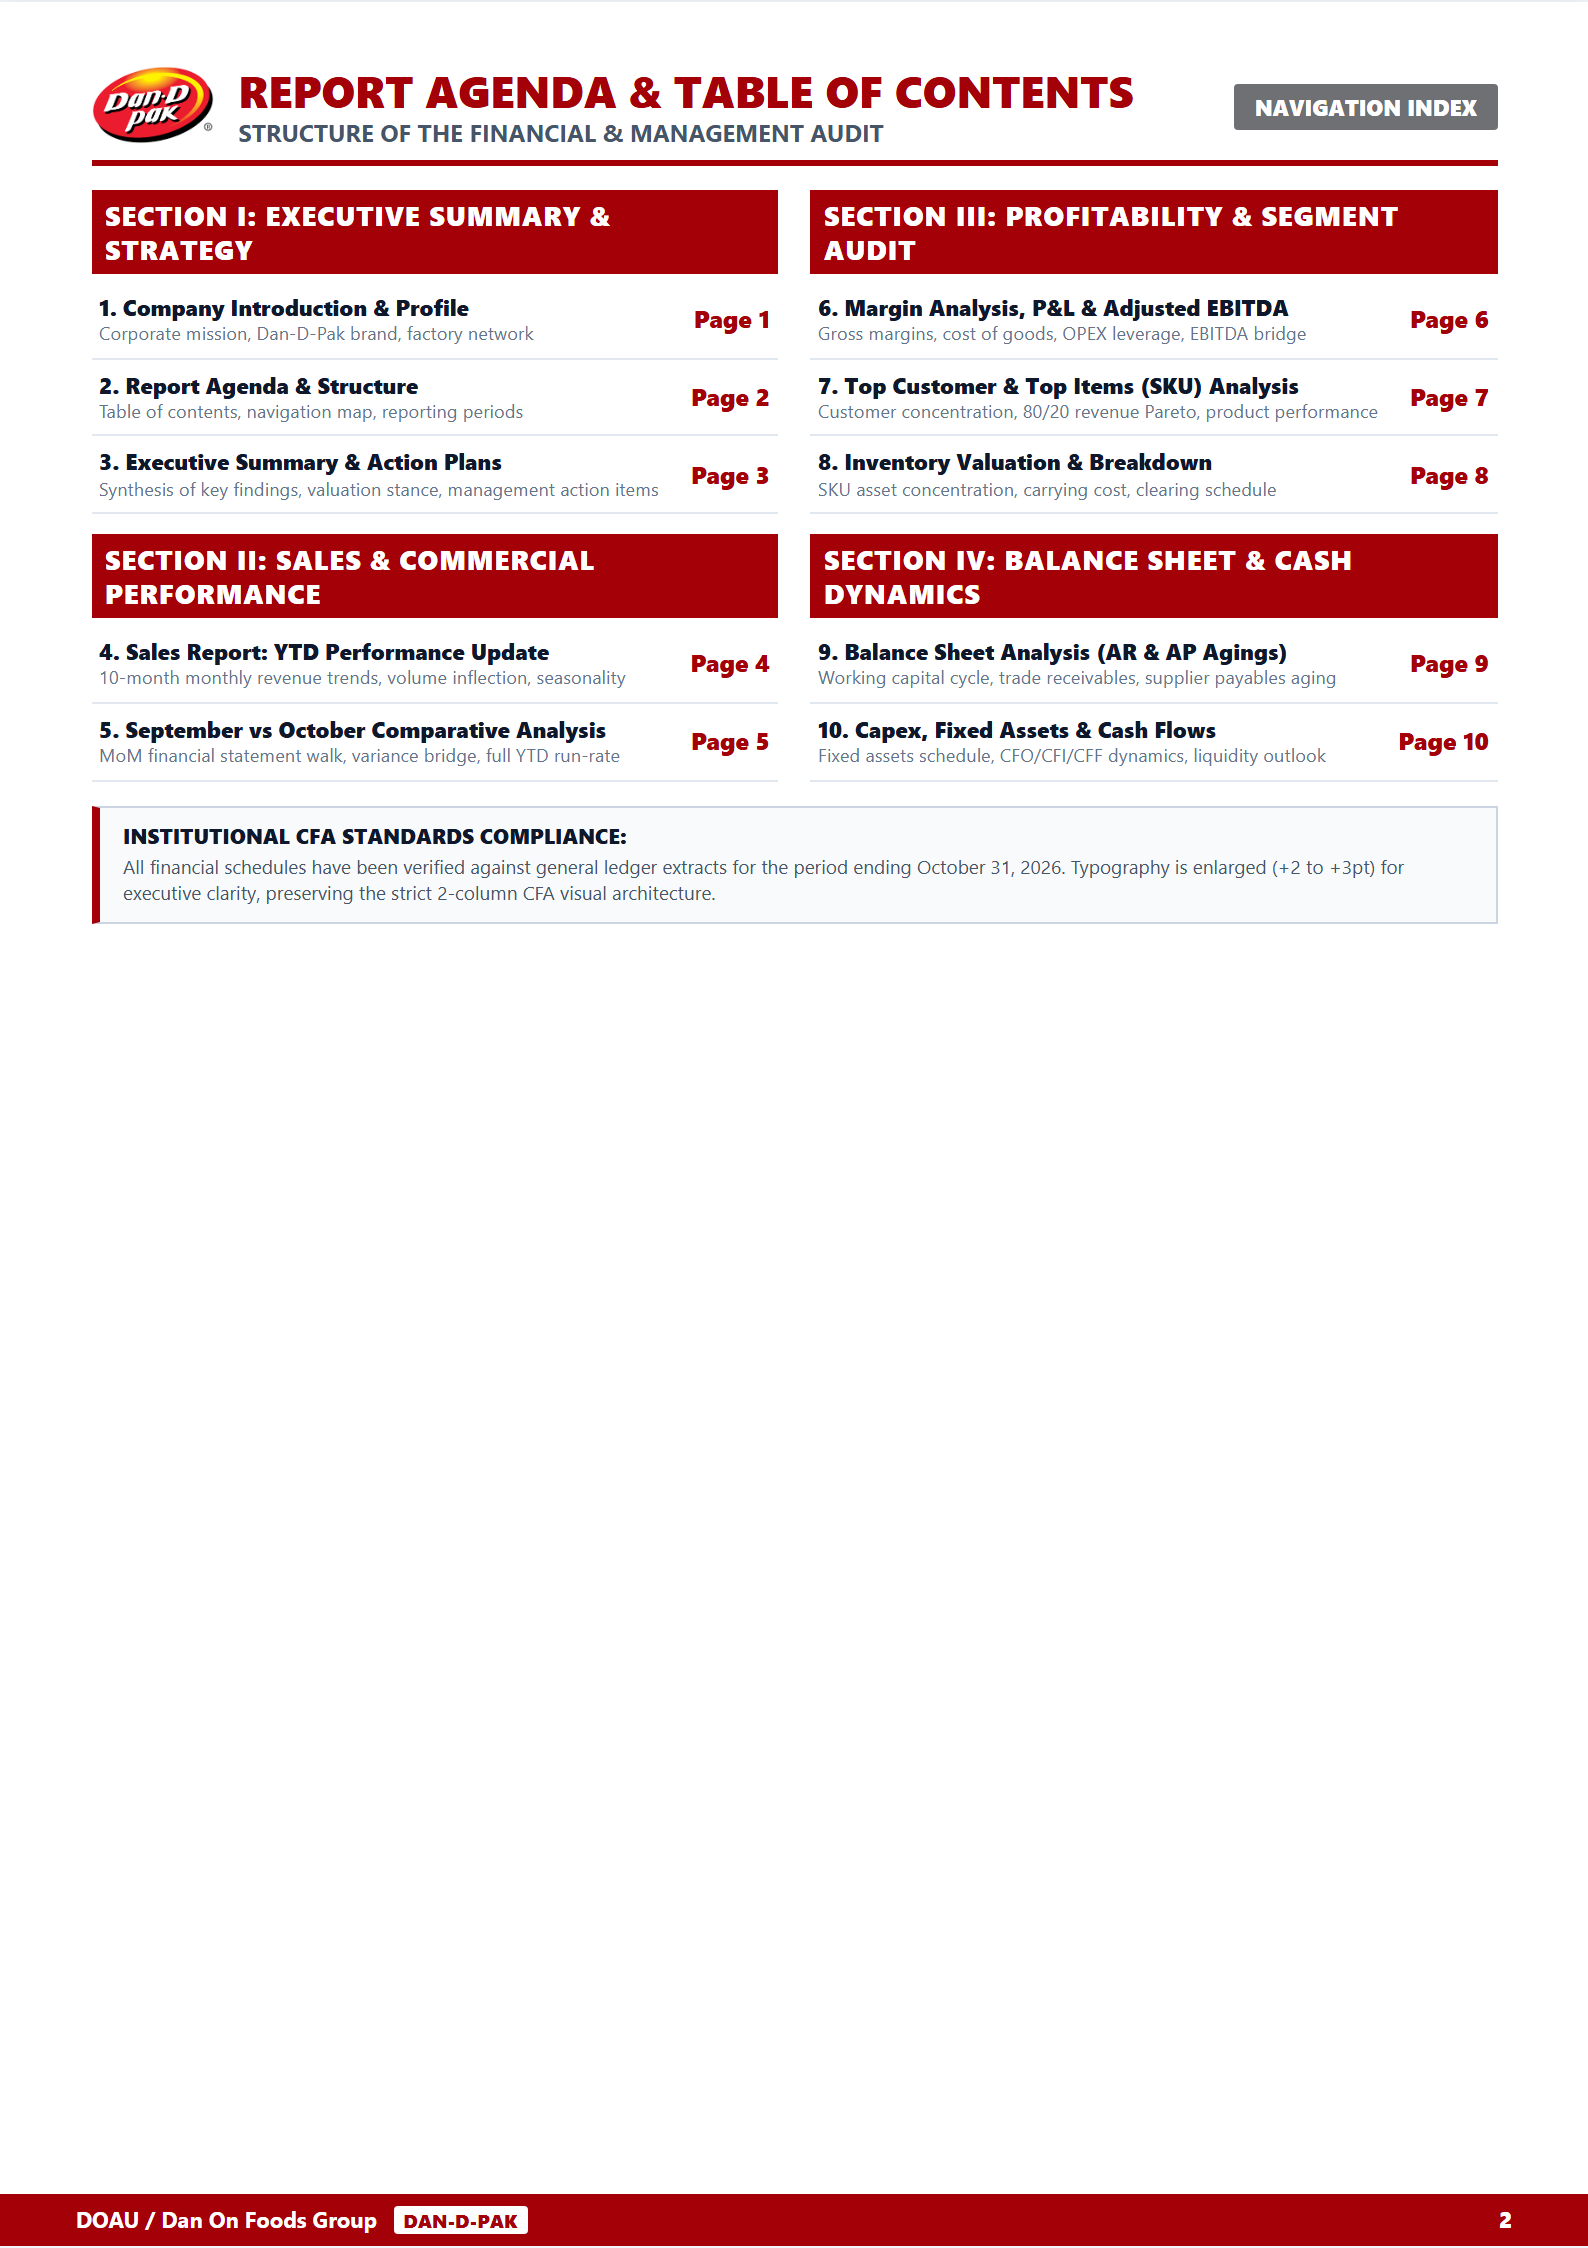 Dan-D
pak
®
REPORT AGENDA & TABLE OF CONTENTS
STRUCTURE OF THE FINANCIAL & MANAGEMENT AUDIT
NAVIGATION INDEX
SECTION I: EXECUTIVE SUMMARY &
STRATEGY
1. Company Introduction & Profile
Corporate mission, Dan-D-Pak brand, factory network
Page 1
2. Report Agenda & Structure
Table of contents, navigation map, reporting periods
Page 2
3. Executive Summary & Action Plans
Synthesis of key findings, valuation stance, management action items
Page 3
SECTION II: SALES & COMMERCIAL
PERFORMANCE
4. Sales Report: YTD Performance Update
10-month monthly revenue trends, volume inflection, seasonality
Page 4
5. September vs October Comparative Analysis
MoM financial statement walk, variance bridge, full YTD run-rate
Page 5
SECTION III: PROFITABILITY & SEGMENT
AUDIT
6. Margin Analysis, P&L & Adjusted EBITDA
Gross margins, cost of goods, OPEX leverage, EBITDA bridge
Page 6
7. Top Customer & Top Items (SKU) Analysis
Customer concentration, 80/20 revenue Pareto, product performance
Page 7
8. Inventory Valuation & Breakdown
SKU asset concentration, carrying cost, clearing schedule
Page 8
SECTION IV: BALANCE SHEET & CASH
DYNAMICS
9. Balance Sheet Analysis (AR & AP Agings)
Working capital cycle, trade receivables, supplier payables aging
Page 9
10. Capex, Fixed Assets & Cash Flows
Fixed assets schedule, CFO/CFI/CFF dynamics, liquidity outlook
Page 10
INSTITUTIONAL CFA STANDARDS COMPLIANCE:
All financial schedules have been verified against general ledger extracts for the period ending October 31, 2026. Typography is enlarged (+2 to +3pt) for
executive clarity, preserving the strict 2-column CFA visual architecture.
DOAU / Dan On Foods Group
DAN-D-PAK
2